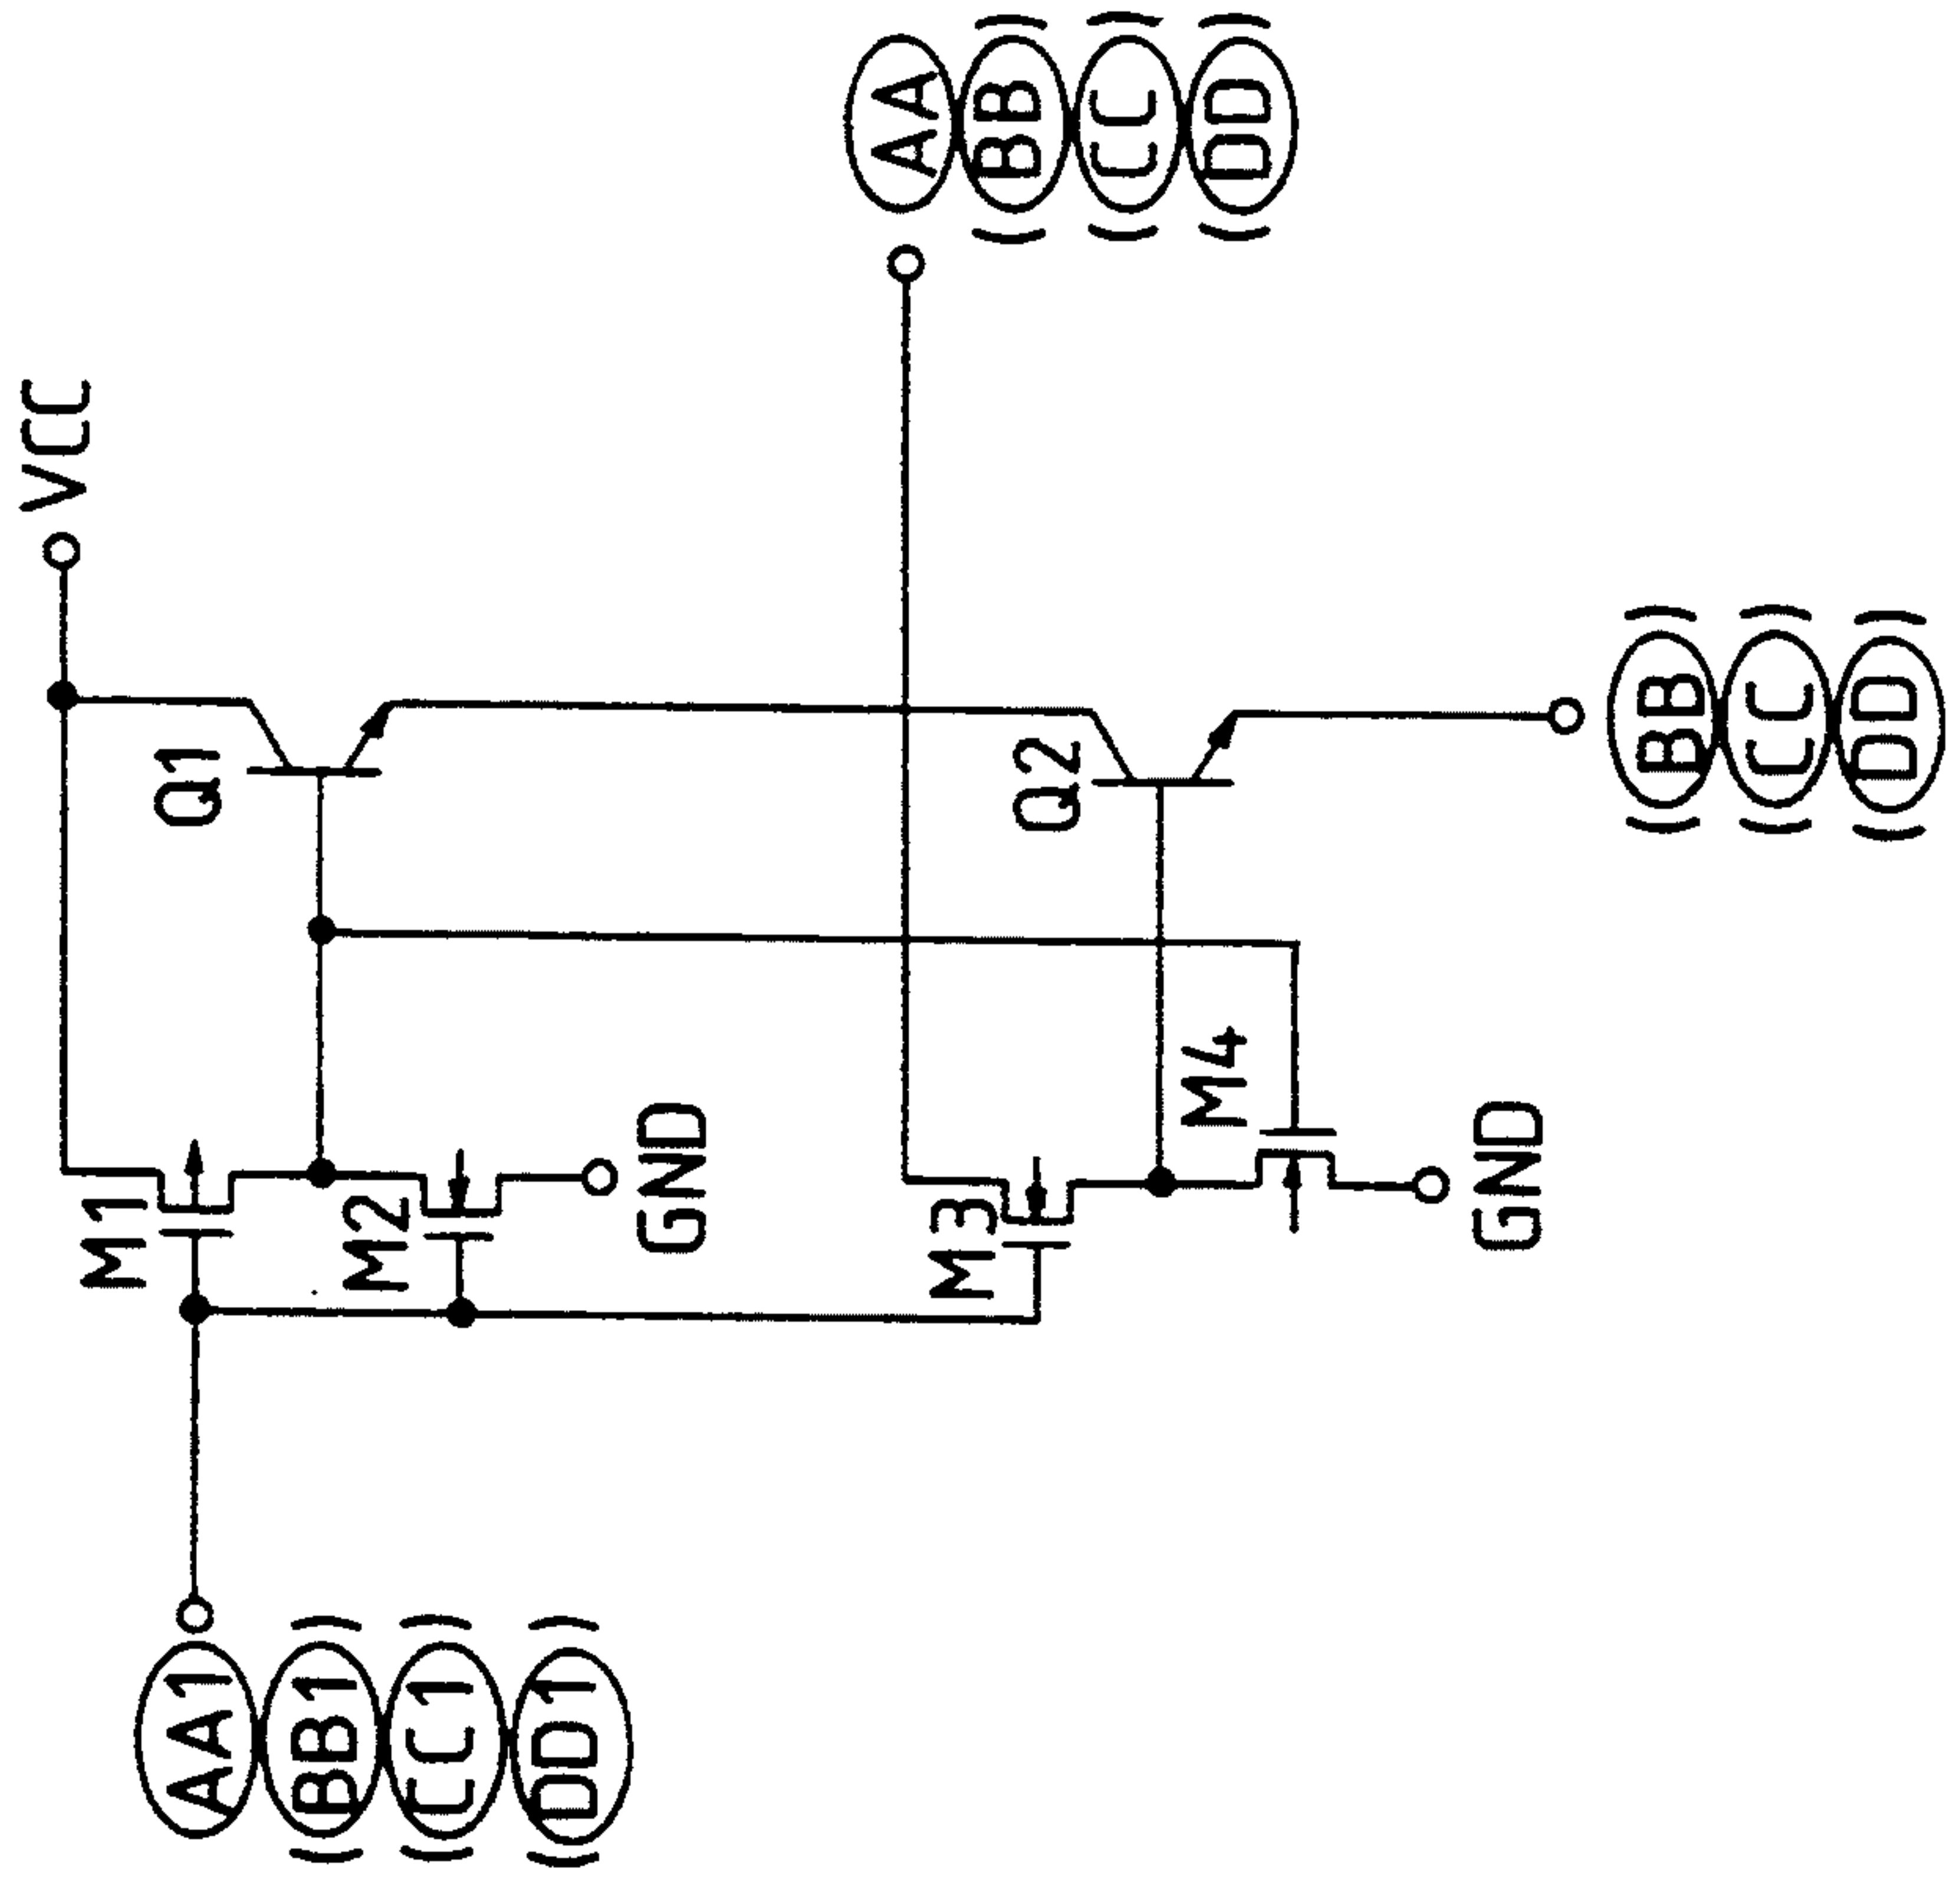 VCC
M1
Q1
AA1
(BB1)
(CC1)
(DD1)
M2
GND
AA
(BB)
(CC)
(DD)
M3
Q2
M4
GND
(BB)
(CC)
(DD)